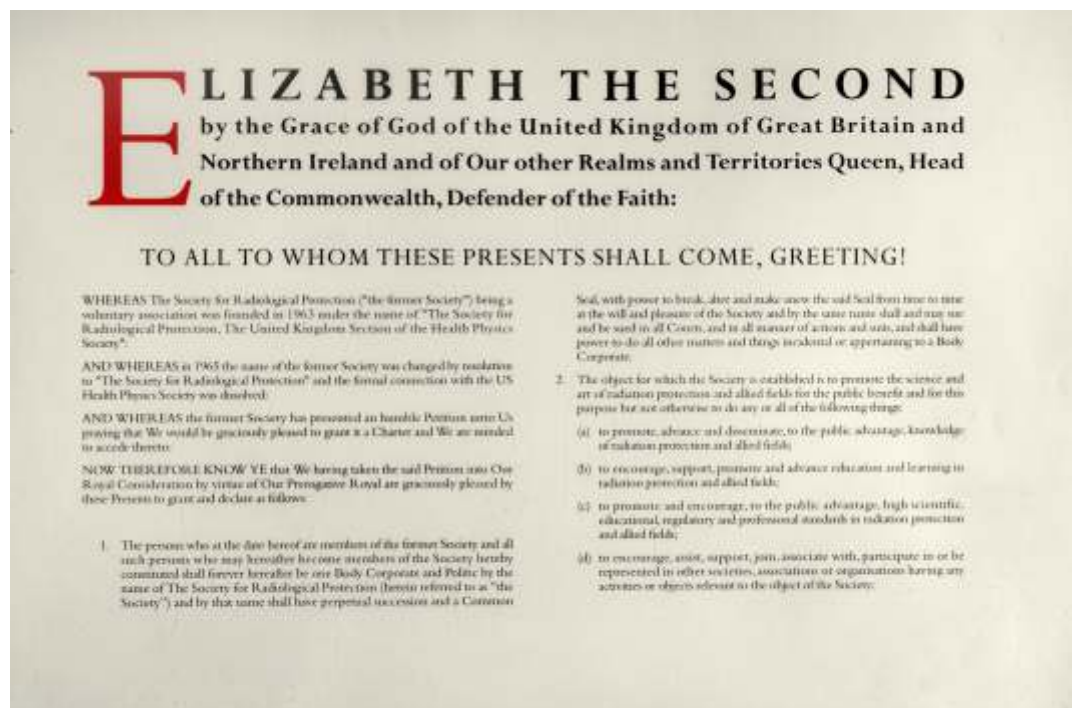 ELIZABETH THE SECOND
by the Grace of God of the United Kingdom of Great Britain and
Northern Ireland and of Our other Realms and Territories Queen, Head
of the Commonwealth, Defender of the Faith:
TO ALL TO WHOM THESE PRESENTS SHALL COME, GREETING!
WHEREAS The Society for Radiological Protection ("the former Society") being a
voluntary association was founded in 1963 under the name of "The Society for
Radiological Protection, The United Kingdom Section of the Health Physics
Society":
AND WHEREAS in 1965 the name of the former Society was changed by resolution
to "The Society for Radiological Protection" and the formal connection with the US
Health Physics Society was dissolved:
AND WHEREAS the former Society has presented an humble Petition unto Us
praying that We would be graciously pleased to grant it a Charter and We are minded
to accede thereto:
NOW THEREFORE KNOW YE that We having taken the said Petition into Our
Royal Consideration by virtue of Our Prerogative Royal are graciously pleased by
these Presents to grant and declare as follows:
1. The persons who at the date hereof are members of the former Society and all
such persons who may hereafter become members of the Society hereby
constituted shall forever hereafter be one Body Corporate and Politic by the
name of The Society for Radiological Protection (herein referred to as "the
Society") and by that name shall have perpetual succession and a Common
Seal, with power to break, alter and make anew the said Seal from time to time
at the will and pleasure of the Society and by the same name shall and may sue
and be sued in all Courts, and in all manner of actions and suits, and shall have
power to do all other matters and things incidental or appertaining to a Body
Corporate.
2. The object for which the Society is established is to promote the science and
art of radiation protection and allied fields for the public benefit and for this
purpose but not otherwise to do any or all of the following things:
(a) to promote, advance and disseminate, to the public advantage, knowledge
of radiation protection and allied fields;
(b) to encourage, support, promote and advance education and learning in
radiation protection and allied fields;
(c) to promote and encourage, to the public advantage, high scientific,
educational, regulatory and professional standards in radiation protection
and allied fields;
(d) to encourage, assist, support, join, associate with, participate in or be
represented in other societies, associations or organisations having any
activities or objects relevant to the object of the Society;